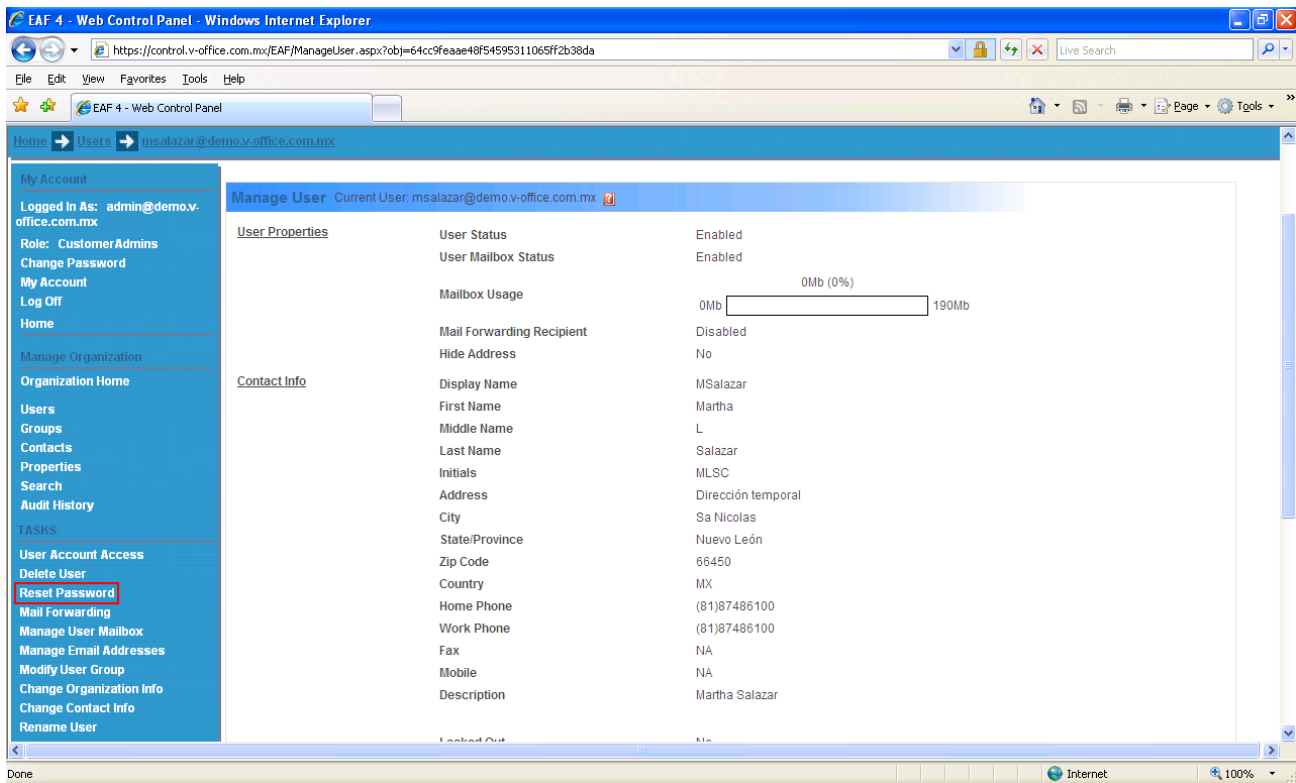 EAF 4 - Web Control Panel - Windows Internet Explorer
https://control.v-office.com.mx/EAF/ManageUser.aspx?obj=64cc9feaae48f54595311065ff2b38da
Live Search
File Edit View Favorites Tools Help
EAF 4 - Web Control Panel
Page Tools
Home Users msalazar@demo.v-office.com.mx
My Account
Logged In As: admin@demo.v-
office.com.mx
Role: CustomerAdmins
Change Password
My Account
Log Off
Home
Manage Organization
Organization Home
Users
Groups
Contacts
Properties
Search
Audit History
TASKS
User Account Access
Delete User
Reset Password
Mail Forwarding
Manage User Mailbox
Manage Email Addresses
Modify User Group
Change Organization Info
Change Contact Info
Rename User
Manage User Current User: msalazar@demo.v-office.com.mx
User Properties
User Status Enabled
User Mailbox Status Enabled
0Mb (0%)
Mailbox Usage 0Mb 190Mb
Mail Forwarding Recipient Disabled
Hide Address No
Contact Info
Display Name MSalazar
First Name Martha
Middle Name L
Last Name Salazar
Initials MLSC
Address Dirección temporal
City Sa Nicolas
State/Province Nuevo León
Zip Code 66450
Country MX
Home Phone (81)87486100
Work Phone (81)87486100
Fax NA
Mobile NA
Description Martha Salazar
Locked Out No
Done Internet 100%